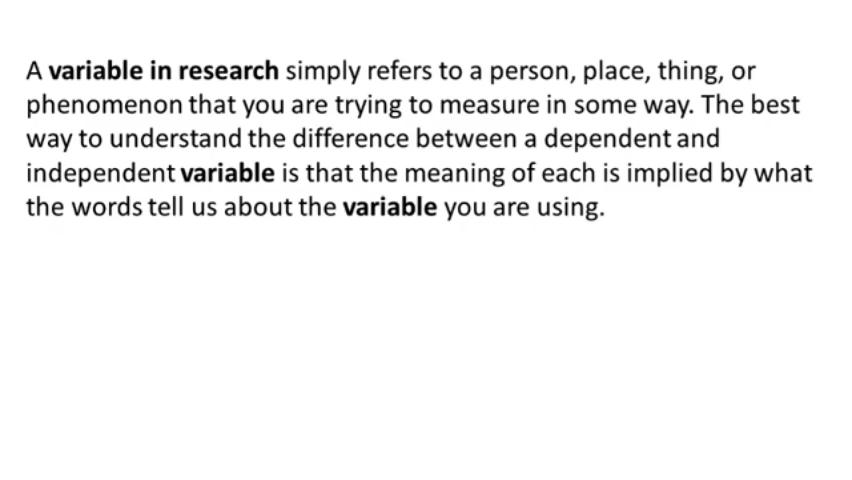 A variable in research simply refers to a person, place, thing, or
phenomenon that you are trying to measure in some way. The best
way to understand the difference between a dependent and
independent variable is that the meaning of each is implied by what
the words tell us about the variable you are using.